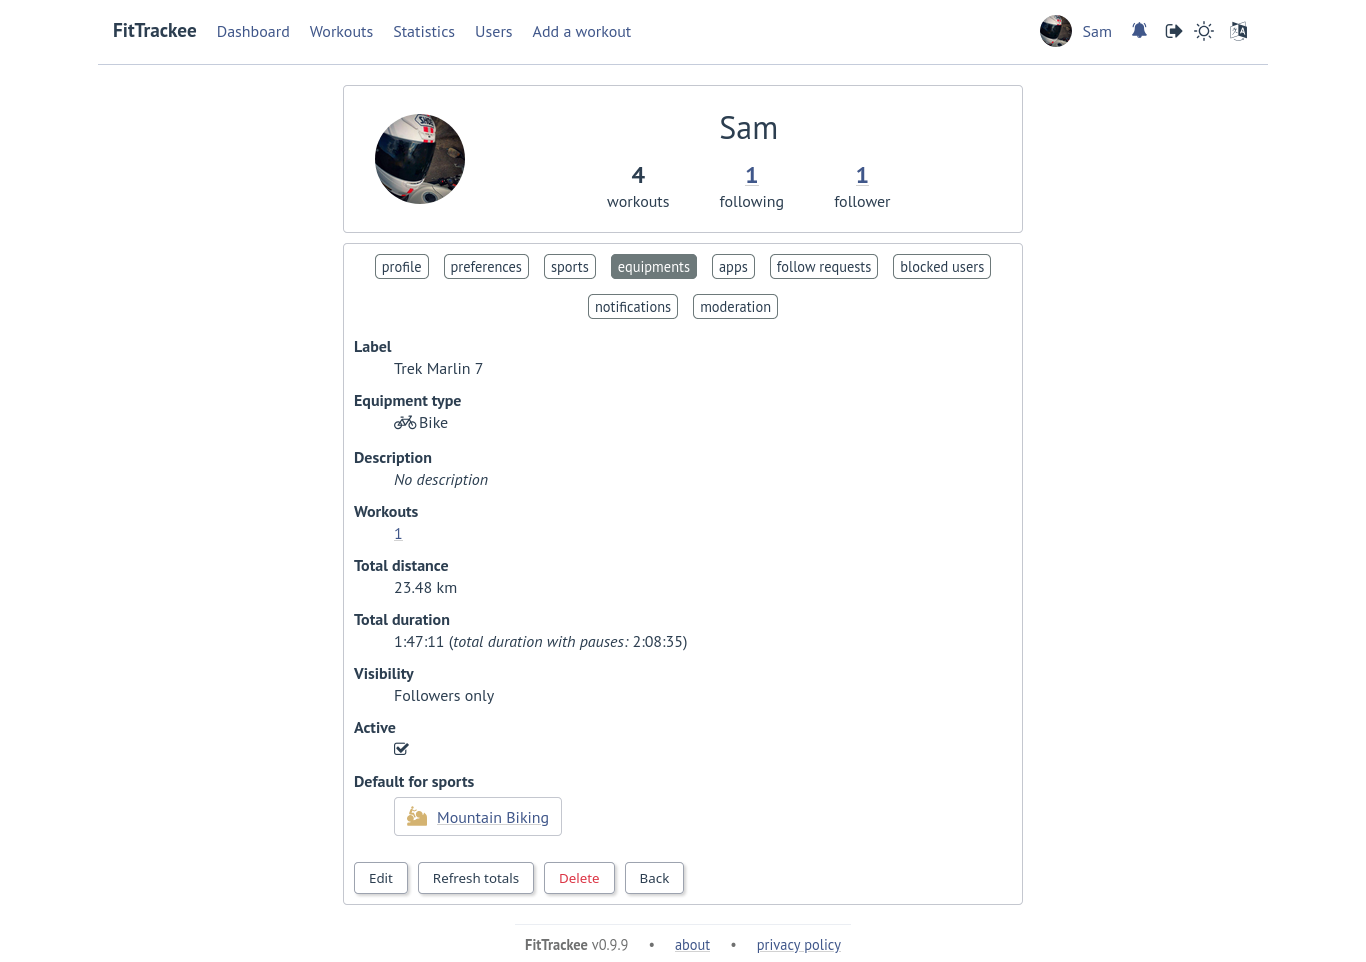 FitTrackee Dashboard Workouts Statistics Users Add a workout Sam
Sam
4 1 1
workouts following follower
profile preferences sports equipments apps follow requests blocked users
notifications moderation
Label
Trek Marlin 7
Equipment type
Bike
Description
No description
Workouts
1
Total distance
23.48 km
Total duration
1:47:11 (total duration with pauses: 2:08:35)
Visibility
Followers only
Active
Default for sports
Mountain Biking
Edit Refresh totals Delete Back
FitTrackee v0.9.9 • about • privacy policy